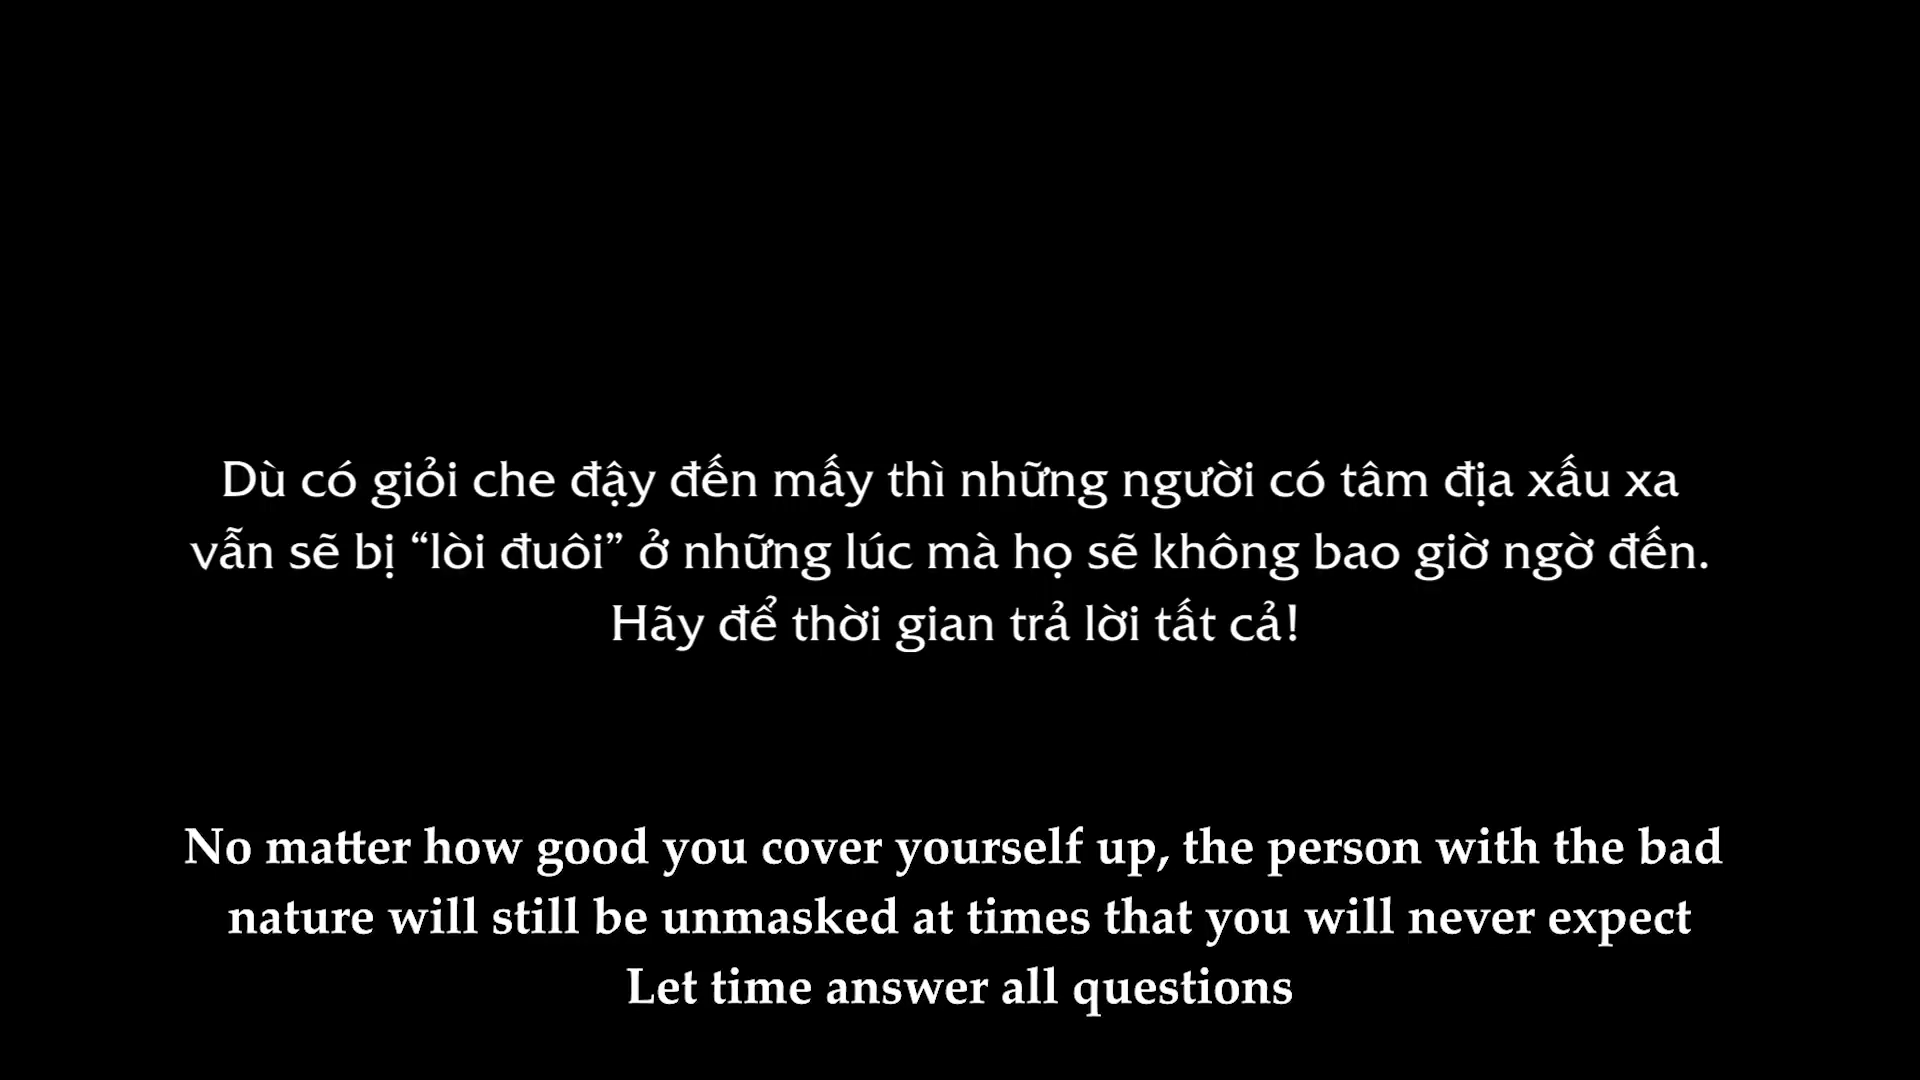 Dù có giỏi che đậy đến mấy thì những người có tâm địa xấu xa
vẫn sẽ bị “lòi đuôi” ở những lúc mà họ sẽ không bao giờ ngờ đến.
Hãy để thời gian trả lời tất cả!
No matter how good you cover yourself up, the person with the bad
nature will still be unmasked at times that you will never expect
Let time answer all questions